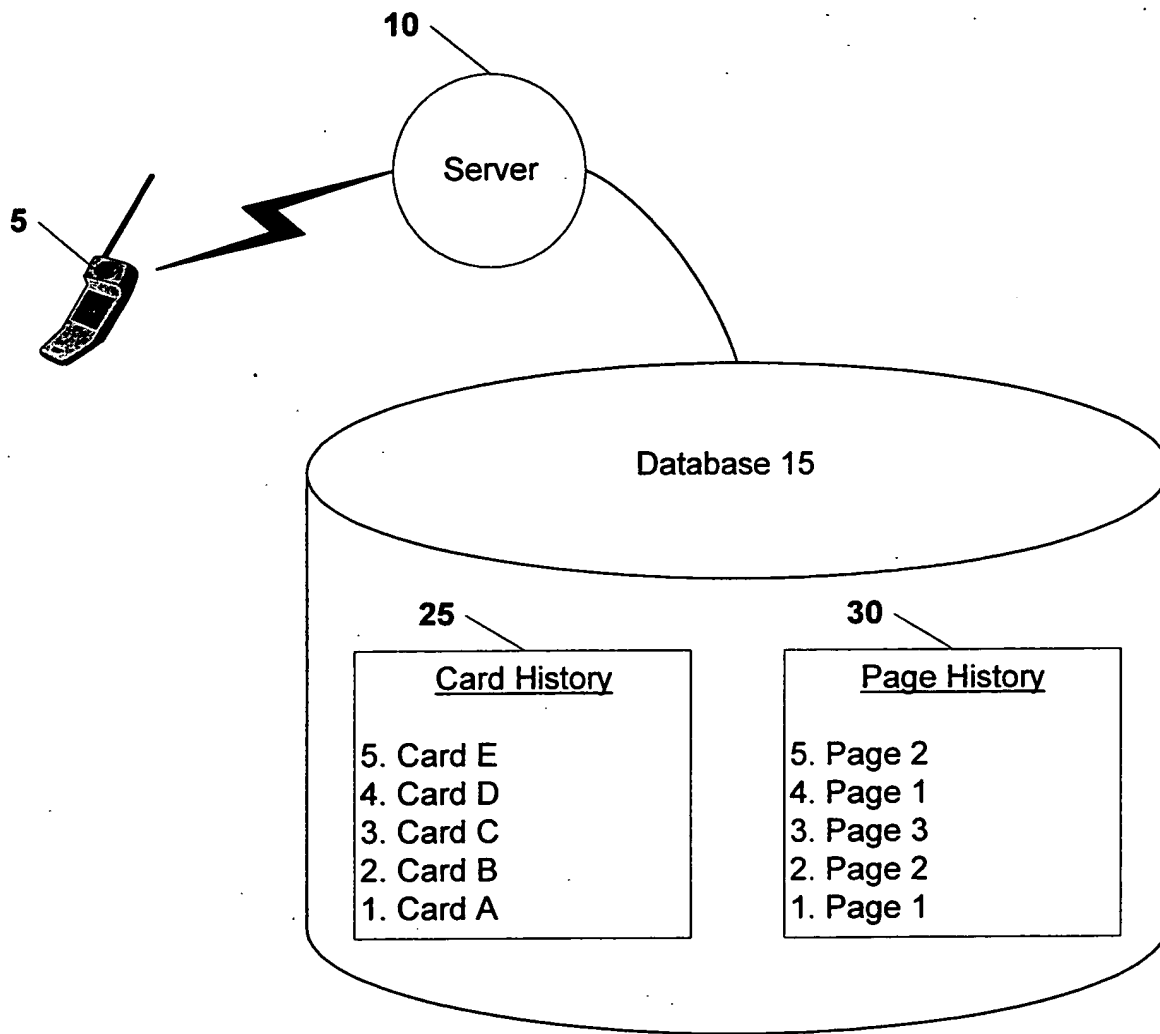 10
Server
5
Database 15
25
Card History
5. Card E
4. Card D
3. Card C
2. Card B
1. Card A
30
Page History
5. Page 2
4. Page 1
3. Page 3
2. Page 2
1. Page 1